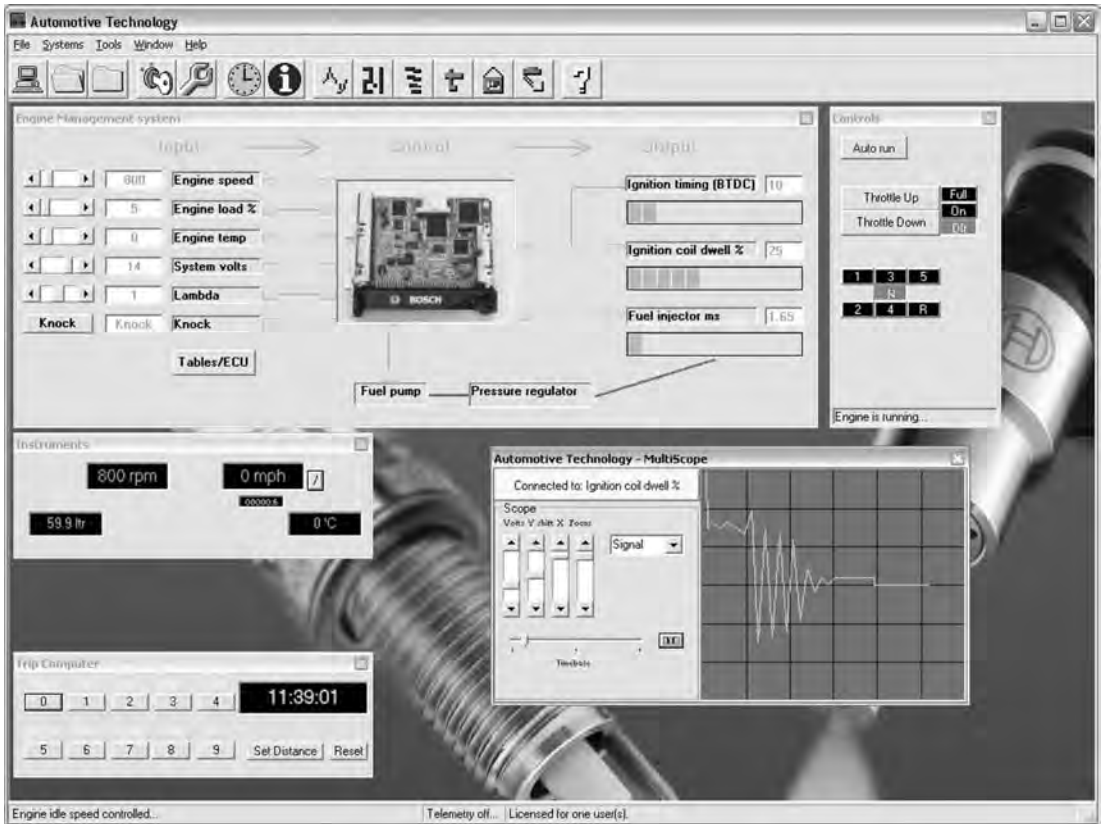 Automotive Technology
File Systems Tools Window Help
Engine Management system
Input Control Output
800 Engine speed
5 Engine load %
0 Engine temp
14 System volts
1 Lambda
Knock Knock Knock
Tables/ECU
BOSCH
Fuel pump Pressure regulator
Ignition timing (BTDC) 10
Ignition coil dwell % 25
Fuel injector ms 1.65
Controls
Auto run
Throttle Up Full
On
Throttle Down Off
1 3 5
N
2 4 R
Engine is running...
Instruments
800 rpm 0 mph /
00000.6
59.9 ltr 0 °C
Automotive Technology - MultiScope
Connected to: Ignition coil dwell %
Scope
Volts Y shift X Focus
Signal
Timebase
Trip Computer
0 1 2 3 4 11:39:01
5 6 7 8 9 Set Distance Reset
Engine idle speed controlled... Telemetry off... Licensed for one user(s).